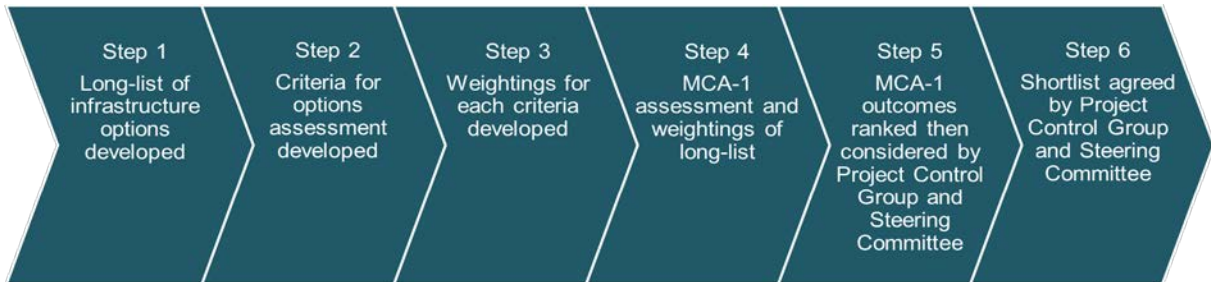 Step 1
Long-list of
infrastructure
options
developed
Step 2
Criteria for
options
assessment
developed
Step 3
Weightings for
each criteria
developed
Step 4
MCA-1
assessment and
weightings of
long-list
Step 5
MCA-1
outcomes
ranked then
considered by
Project Control
Group and
Steering
Committee
Step 6
Shortlist agreed
by Project
Control Group
and Steering
Committee